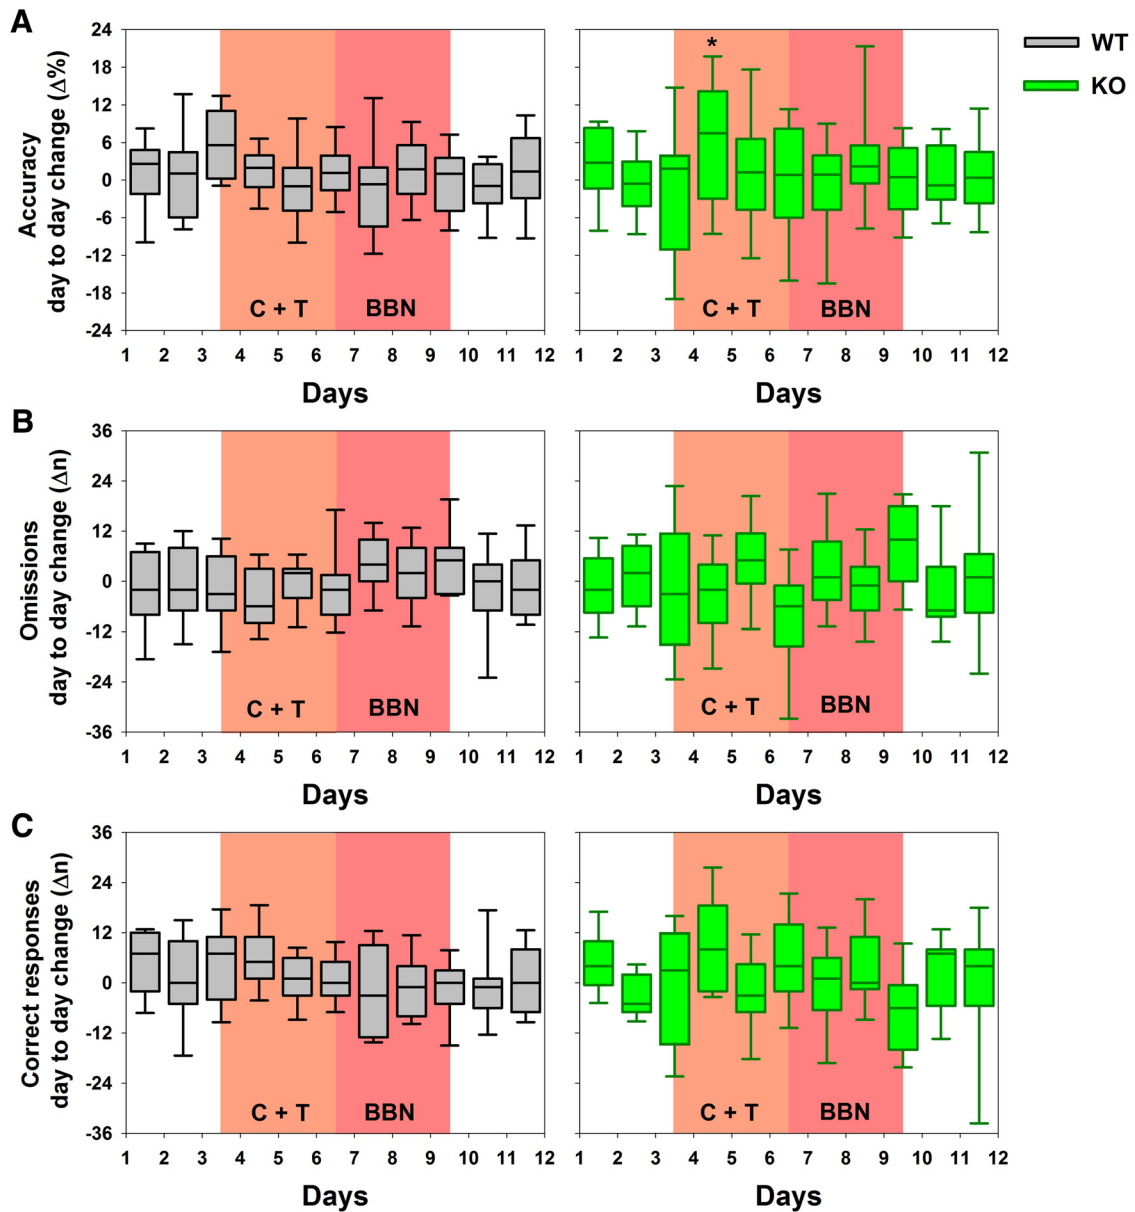 A
Accuracy
day to day change (Δ%)
24
18
12
6
0
-6
-12
-18
-24
C + T
BBN
1 2 3 4 5 6 7 8 9 10 11 12
Days
*
C + T
BBN
1 2 3 4 5 6 7 8 9 10 11 12
Days
WT
KO
B
Omissions
day to day change (Δn)
36
24
12
0
-12
-24
-36
C + T
BBN
1 2 3 4 5 6 7 8 9 10 11 12
Days
C + T
BBN
1 2 3 4 5 6 7 8 9 10 11 12
Days
C
Correct responses
day to day change (Δn)
36
24
12
0
-12
-24
-36
C + T
BBN
1 2 3 4 5 6 7 8 9 10 11 12
Days
C + T
BBN
1 2 3 4 5 6 7 8 9 10 11 12
Days